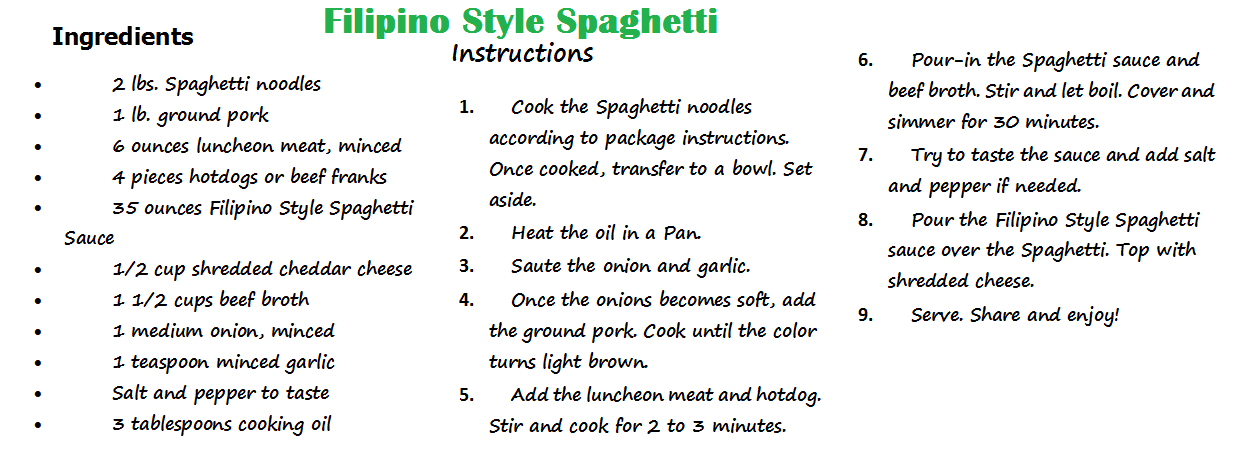 Filipino Style Spaghetti
Ingredients
• 2 lbs. Spaghetti noodles
• 1 lb. ground pork
• 6 ounces luncheon meat, minced
• 4 pieces hotdogs or beef franks
• 35 ounces Filipino Style Spaghetti
Sauce
• 1/2 cup shredded cheddar cheese
• 1 1/2 cups beef broth
• 1 medium onion, minced
• 1 teaspoon minced garlic
• Salt and pepper to taste
• 3 tablespoons cooking oil
Instructions
1. Cook the Spaghetti noodles
according to package instructions.
Once cooked, transfer to a bowl. Set
aside.
2. Heat the oil in a Pan.
3. Saute the onion and garlic.
4. Once the onions becomes soft, add
the ground pork. Cook until the color
turns light brown.
5. Add the luncheon meat and hotdog.
Stir and cook for 2 to 3 minutes.
6. Pour-in the Spaghetti sauce and
beef broth. Stir and let boil. Cover and
simmer for 30 minutes.
7. Try to taste the sauce and add salt
and pepper if needed.
8. Pour the Filipino Style Spaghetti
sauce over the Spaghetti. Top with
shredded cheese.
9. Serve. Share and enjoy!